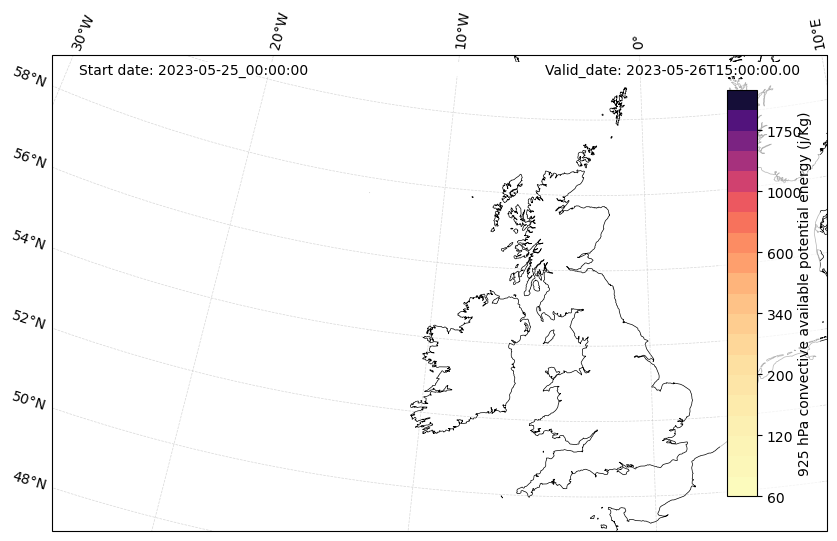 30°W 20°W 10°W 0° 10°E
Start date: 2023-05-25_00:00:00 Valid_date: 2023-05-26T15:00:00.00
58°N
56°N
54°N
52°N
50°N
48°N
1750
1000
600
340
200
120
60
925 hPa convective available potential energy (j/Kg)